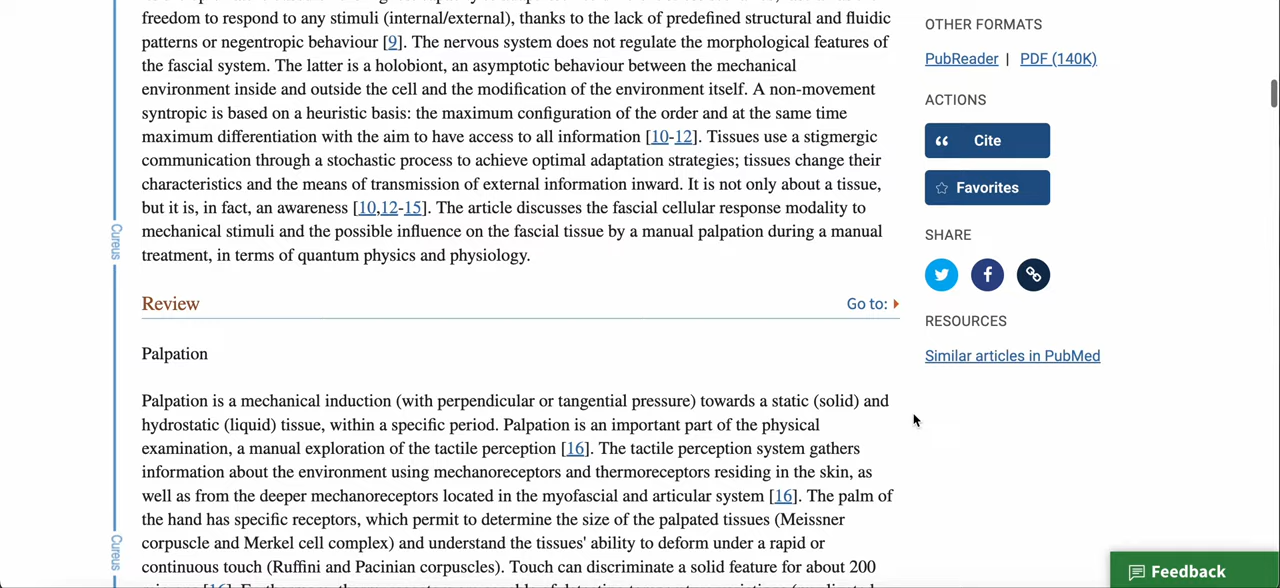 freedom to respond to any stimuli (internal/external), thanks to the lack of predefined structural and fluidic
patterns or negentropic behaviour [9]. The nervous system does not regulate the morphological features of
the fascial system. The latter is a holobiont, an asymptotic behaviour between the mechanical
environment inside and outside the cell and the modification of the environment itself. A non-movement
syntropic is based on a heuristic basis: the maximum configuration of the order and at the same time
maximum differentiation with the aim to have access to all information [10-12]. Tissues use a stigmergic
communication through a stochastic process to achieve optimal adaptation strategies; tissues change their
characteristics and the means of transmission of external information inward. It is not only about a tissue,
but it is, in fact, an awareness [10,12-15]. The article discusses the fascial cellular response modality to
mechanical stimuli and the possible influence on the fascial tissue by a manual palpation during a manual
treatment, in terms of quantum physics and physiology.
Review
Go to:
Palpation
Palpation is a mechanical induction (with perpendicular or tangential pressure) towards a static (solid) and
hydrostatic (liquid) tissue, within a specific period. Palpation is an important part of the physical
examination, a manual exploration of the tactile perception [16]. The tactile perception system gathers
information about the environment using mechanoreceptors and thermoreceptors residing in the skin, as
well as from the deeper mechanoreceptors located in the myofascial and articular system [16]. The palm of
the hand has specific receptors, which permit to determine the size of the palpated tissues (Meissner
corpuscle and Merkel cell complex) and understand the tissues' ability to deform under a rapid or
continuous touch (Ruffini and Pacinian corpuscles). Touch can discriminate a solid feature for about 200
Cureus
Cureus
OTHER FORMATS
PubReader | PDF (140K)
ACTIONS
Cite
Favorites
SHARE
RESOURCES
Similar articles in PubMed
Feedback